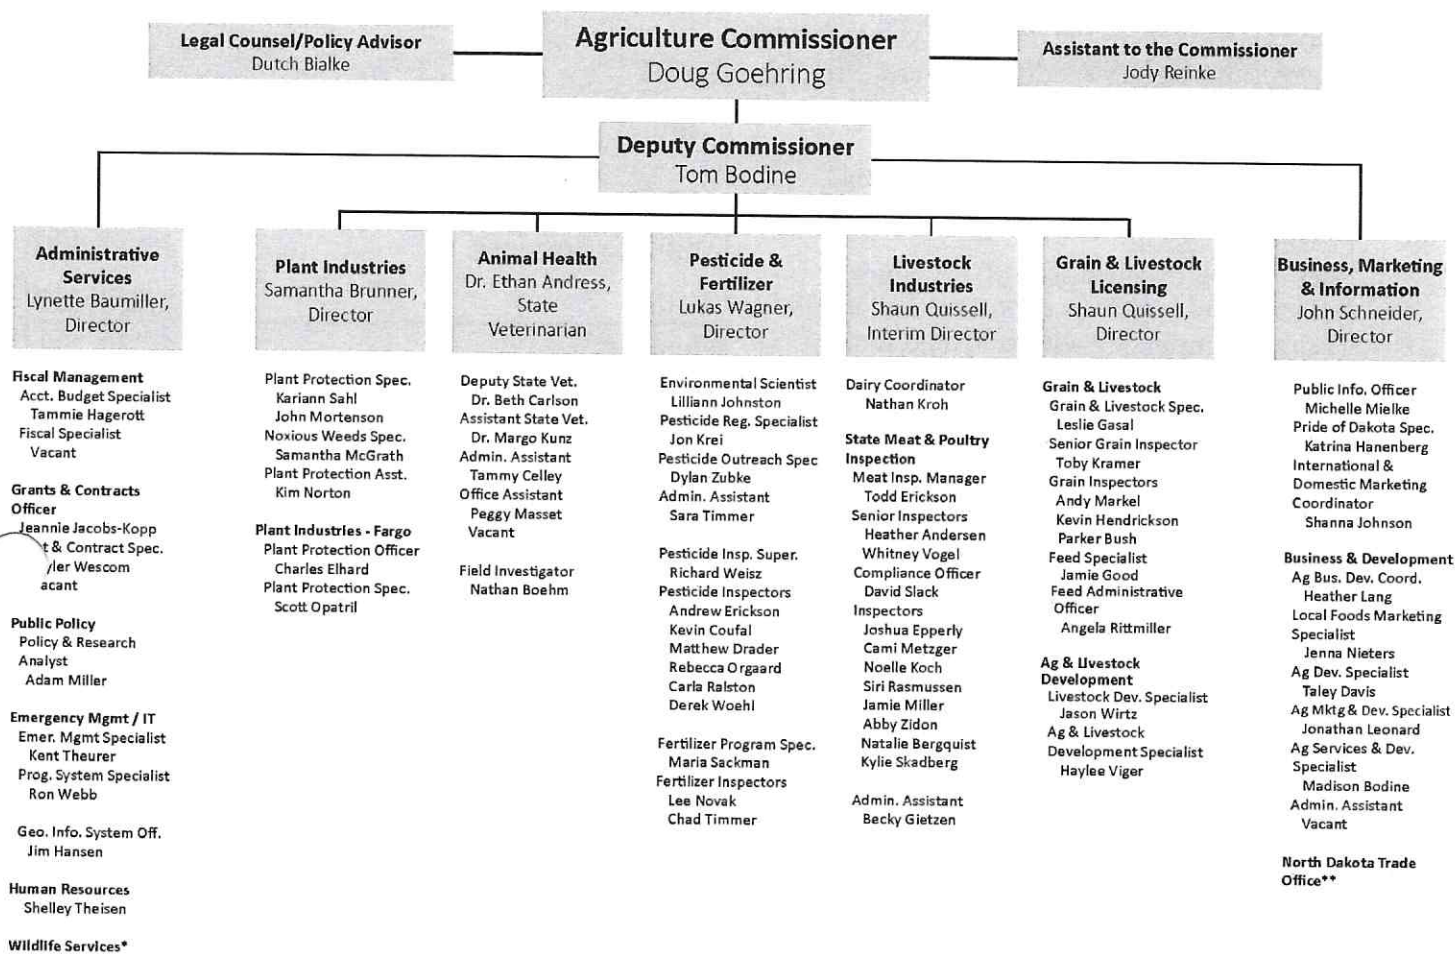 Legal Counsel/Policy Advisor
Dutch Bialke
Agriculture Commissioner
Doug Goehring
Assistant to the Commissioner
Jody Reinke
Deputy Commissioner
Tom Bodine
Administrative
Services
Lynette Baumiller,
Director
Fiscal Management
Acct. Budget Specialist
Tammie Hagerott
Fiscal Specialist
Vacant
Grants & Contracts
Officer
Jeannie Jacobs-Kopp
& Contract Spec.
Wescom
Public Policy
Policy & Research
Analyst
Adam Miller
Emergency Mgmt / IT
Emer. Mgmt Specialist
Kent Theurer
Prog. System Specialist
Ron Webb
Geo. Info. System Off.
Jim Hansen
Human Resources
Shelley Theisen
Wildlife Services*
Plant Industries
Samantha Brunner,
Director
Plant Protection Spec.
Kariann Sahl
John Mortenson
Noxious Weeds Spec.
Samantha McGrath
Plant Protection Asst.
Kim Norton
Plant Industries - Fargo
Plant Protection Officer
Charles Elhard
Plant Protection Spec.
Scott Opatril
Animal Health
Dr. Ethan Andress,
State
Veterinarian
Deputy State Vet.
Dr. Beth Carlson
Assistant State Vet.
Dr. Margo Kunz
Admin. Assistant
Tammy Celley
Office Assistant
Peggy Masset
Vacant
Field Investigator
Nathan Boehm
Pesticide &
Fertilizer
Lukas Wagner,
Director
Environmental Scientist
Lilliann Johnston
Pesticide Reg. Specialist
Jon Krei
Pesticide Outreach Spec
Dylan Zubke
Admin. Assistant
Sara Timmer
Pesticide Insp. Super.
Richard Weisz
Pesticide Inspectors
Andrew Erickson
Kevin Coufal
Matthew Drader
Rebecca Orgaard
Carla Ralston
Derek Woehl
Fertilizer Program Spec.
Maria Sackman
Fertilizer Inspectors
Lee Novak
Chad Timmer
Livestock
Industries
Shaun Quissell,
Interim Director
Dairy Coordinator
Nathan Kroh
State Meat & Poultry
Inspection
Meat Insp. Manager
Todd Erickson
Senior Inspectors
Heather Andersen
Whitney Vogel
Compliance Officer
David Slack
Inspectors
Joshua Epperly
Cami Metzger
Noelle Koch
Siri Rasmussen
Jamie Miller
Abby Zidon
Natalie Bergquist
Kylie Skadberg
Admin. Assistant
Becky Gietzen
Grain & Livestock
Licensing
Shaun Quissell,
Director
Grain & Livestock
Grain & Livestock Spec.
Leslie Gasal
Senior Grain Inspector
Toby Kramer
Grain Inspectors
Andy Markel
Kevin Hendrickson
Parker Bush
Feed Specialist
Jamie Good
Feed Administrative
Officer
Angela Rittmiller
Ag & Livestock
Development
Livestock Dev. Specialist
Jason Wirtz
Ag & Livestock
Development Specialist
Haylee Viger
Business, Marketing
& Information
John Schneider,
Director
Public Info. Officer
Michelle Mielke
Pride of Dakota Spec.
Katrina Hanenberg
International &
Domestic Marketing
Coordinator
Shanna Johnson
Business & Development
Ag Bus. Dev. Coord.
Heather Lang
Local Foods Marketing
Specialist
Jenna Nieters
Ag Dev. Specialist
Taley Davis
Ag Mktg & Dev. Specialist
Jonathan Leonard
Ag Services & Dev.
Specialist
Madison Bodine
Admin. Assistant
Vacant
North Dakota Trade
Office**